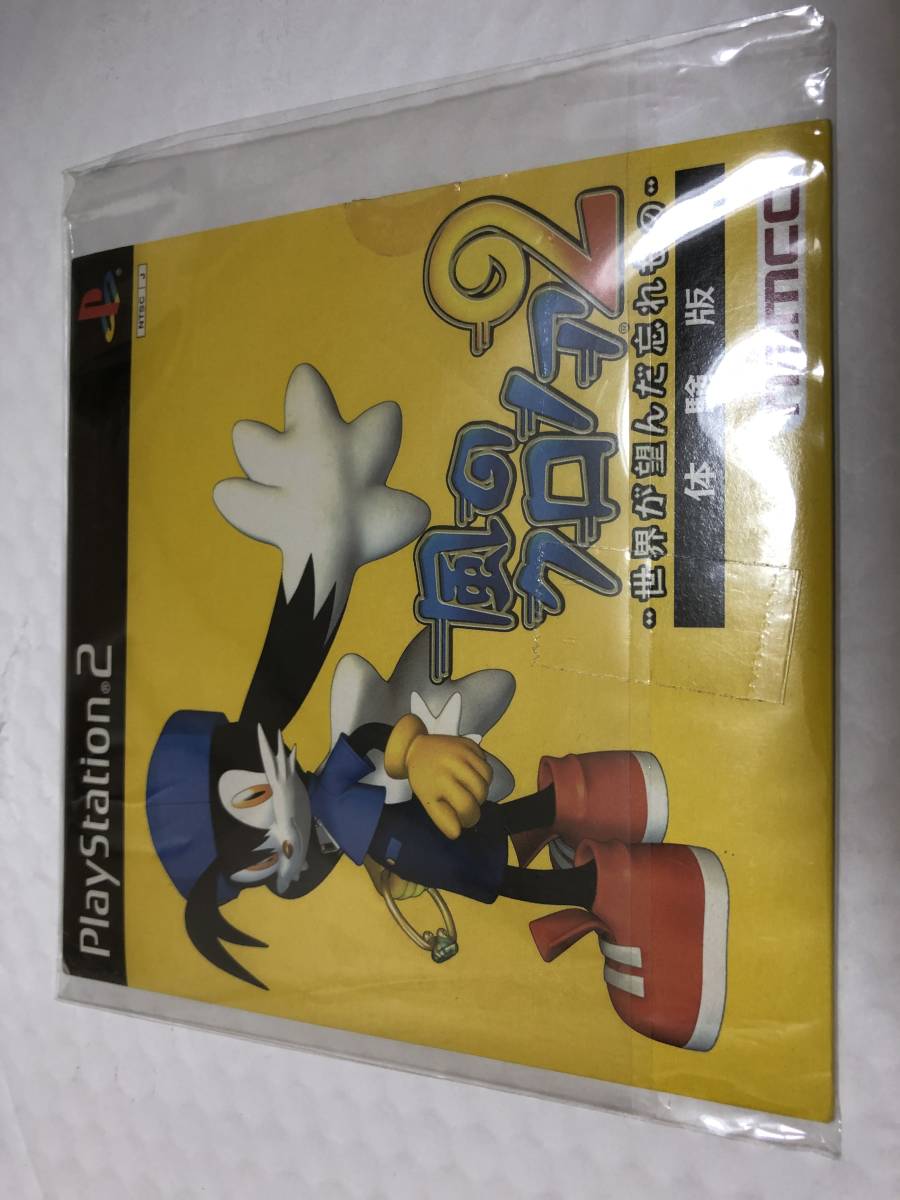 PlayStation®2
NTSC J
風の
クロノア2
®
••世界が望んだ忘れもの••
体験版
namco